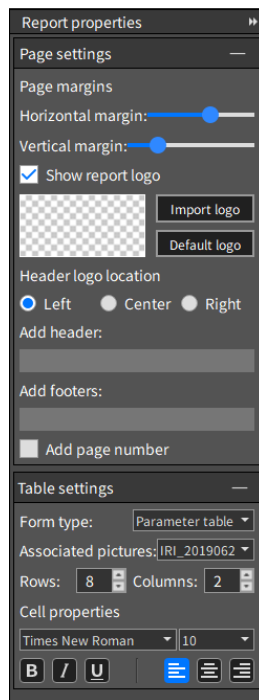 Report properties
Page settings
Page margins
Horizontal margin:
Vertical margin:
Show report logo
Import logo
Default logo
Header logo location
Left Center Right
Add header:
Add footers:
Add page number
Table settings
Form type: Parameter table
Associated pictures: IRI_2019062
Rows: 8 Columns: 2
Cell properties
Times New Roman 10
B I U